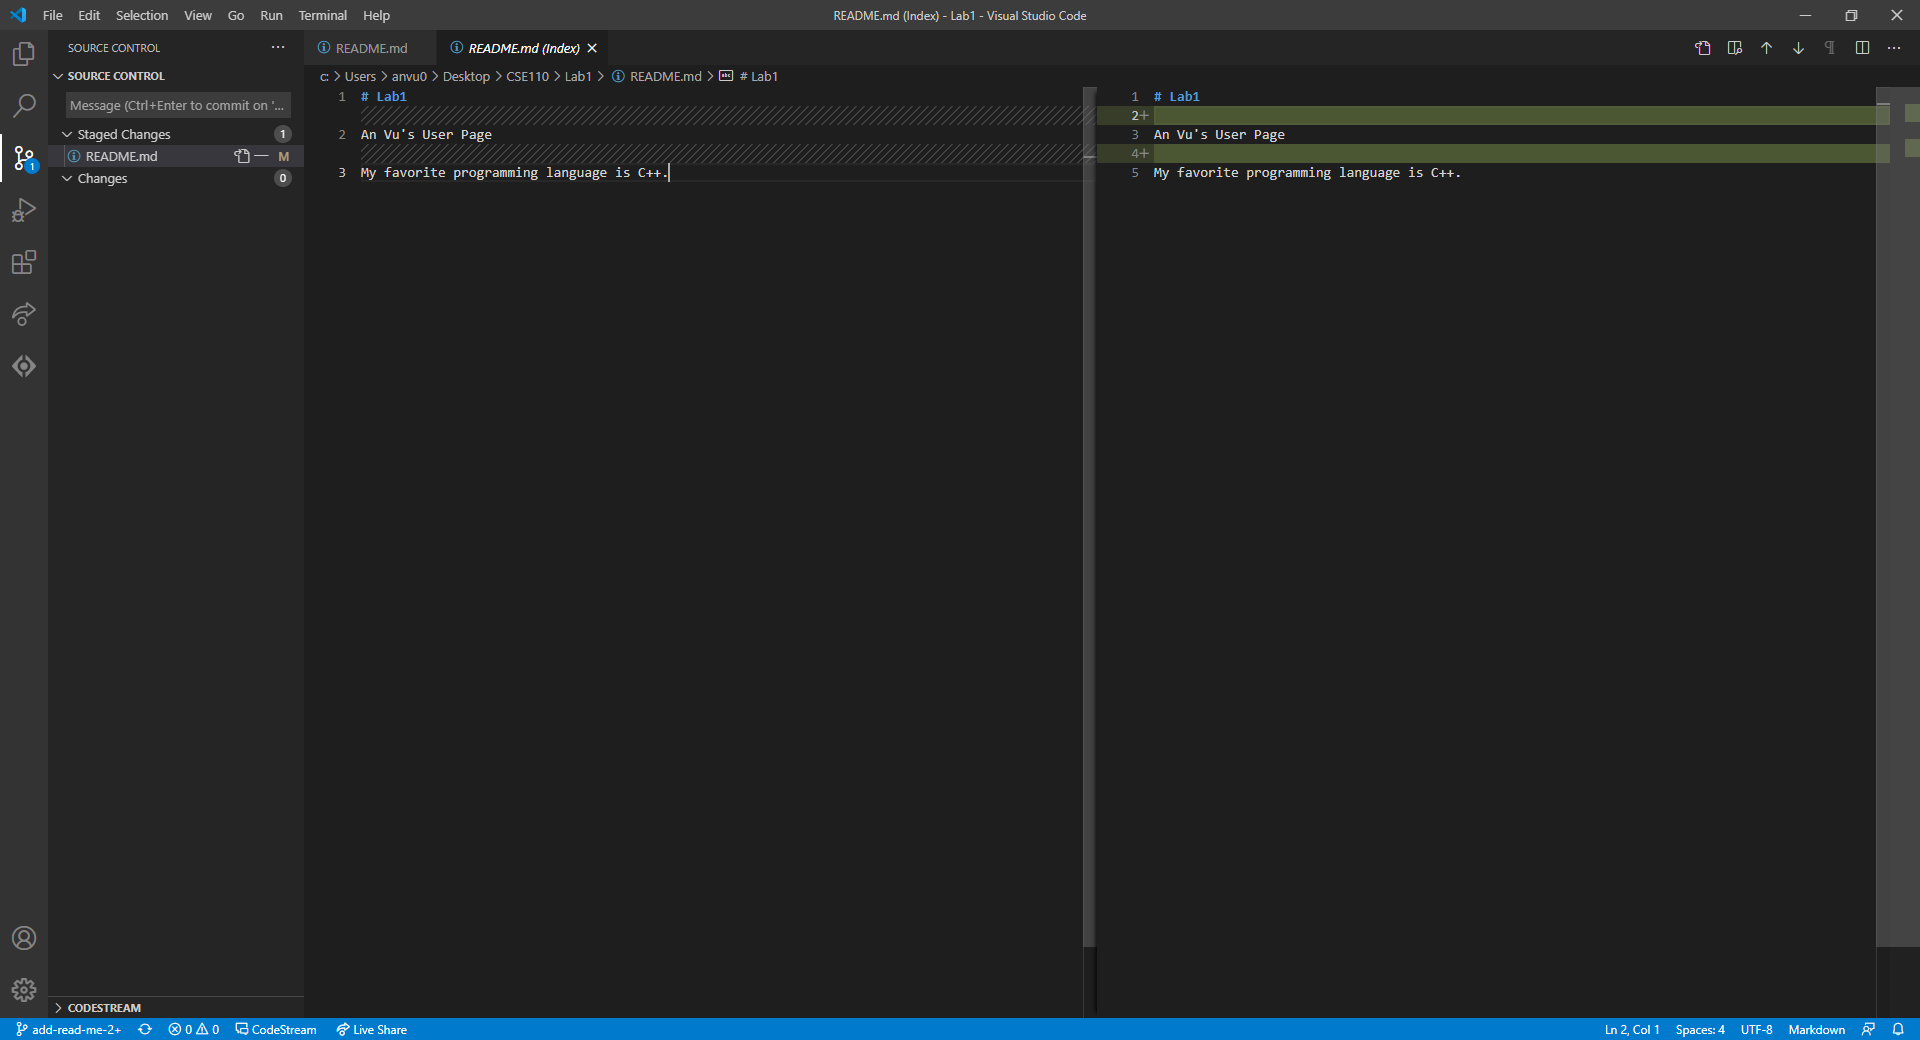 File Edit Selection View Go Run Terminal Help
README.md (Index) - Lab1 - Visual Studio Code
SOURCE CONTROL
README.md
README.md (Index)
SOURCE CONTROL
c: > Users > anvu0 > Desktop > CSE110 > Lab1 > README.md > # Lab1
Message (Ctrl+Enter to commit on '...
Staged Changes 1
README.md M
Changes 0
1
1 # Lab1
2 An Vu's User Page
3 My favorite programming language is C++.
1 # Lab1
2+
3 An Vu's User Page
4+
5 My favorite programming language is C++.
CODESTREAM
add-read-me-2+ 0 0 CodeStream Live Share
Ln 2, Col 1 Spaces: 4 UTF-8 Markdown